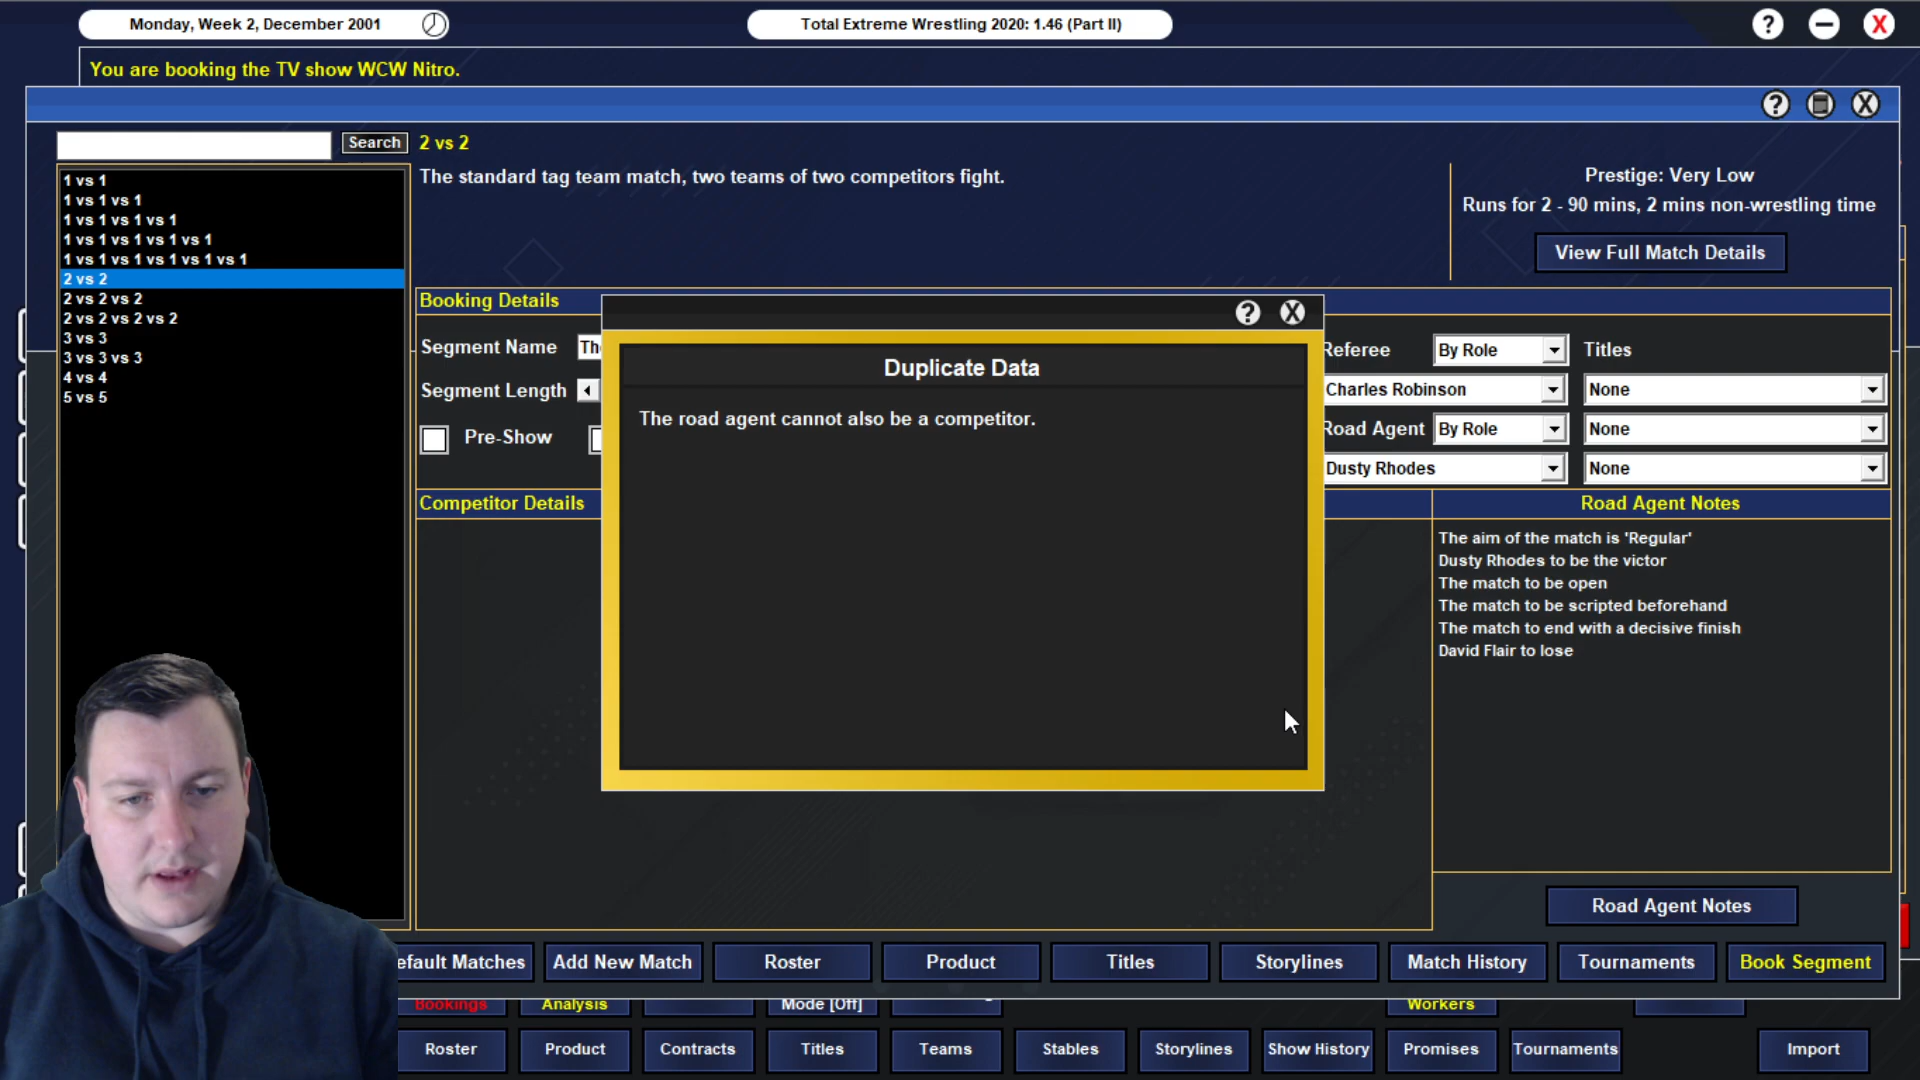 Monday, Week 2, December 2001
Total Extreme Wrestling 2020: 1.46 (Part II)
? X
You are booking the TV show WCW Nitro.
? X
Search
2 vs 2
The standard tag team match, two teams of two competitors fight.
Prestige: Very Low
Runs for 2 - 90 mins, 2 mins non-wrestling time
View Full Match Details
1 vs 1
1 vs 1 vs 1
1 vs 1 vs 1 vs 1
1 vs 1 vs 1 vs 1 vs 1
1 vs 1 vs 1 vs 1 vs 1 vs 1
2 vs 2
2 vs 2 vs 2
2 vs 2 vs 2 vs 2
3 vs 3
3 vs 3 vs 3
4 vs 4
5 vs 5
Booking Details
Segment Name Th
Segment Length
Pre-Show
Referee By Role Titles
Charles Robinson None
Road Agent By Role None
Dusty Rhodes None
? X
Duplicate Data
The road agent cannot also be a competitor.
Competitor Details
Road Agent Notes
The aim of the match is 'Regular'
Dusty Rhodes to be the victor
The match to be open
The match to be scripted beforehand
The match to end with a decisive finish
David Flair to lose
Road Agent Notes
efault Matches Add New Match Roster Product Titles Storylines Match History Tournaments Book Segment
Bookings Analysis Mode [Off] Workers
Roster Product Contracts Titles Teams Stables Storylines Show History Promises Tournaments Import